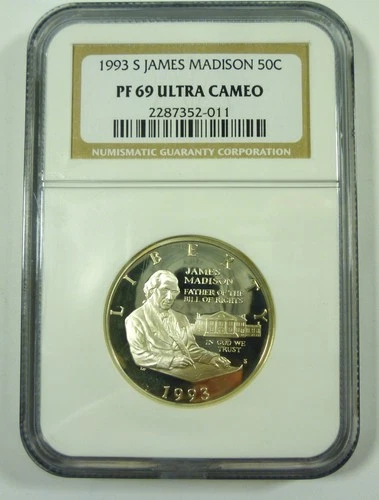 1993 S JAMES MADISON 50C
PF 69 ULTRA CAMEO
2287352-011
NUMISMATIC GUARANTY CORPORATION
LIBERTY
JAMES
MADISON
FATHER OF THE
BILL OF RIGHTS
IN GOD WE
TRUST
S
1993